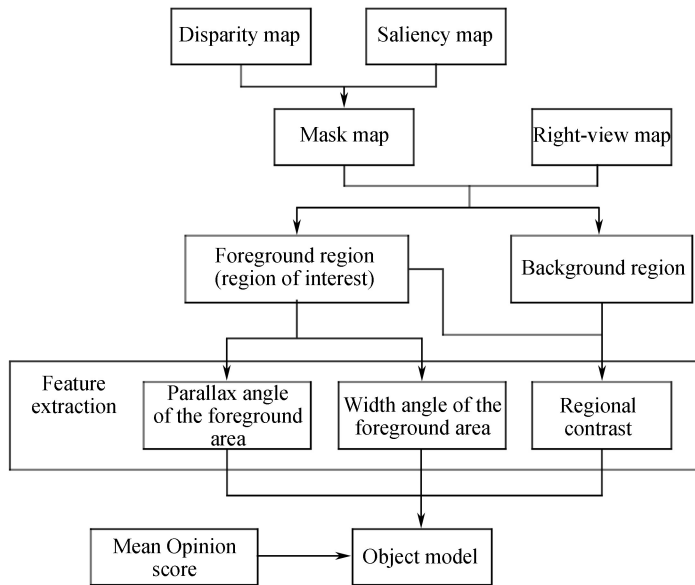 Disparity map
Saliency map
Mask map
Right-view map
Foreground region
(region of interest)
Background region
Feature
extraction
Parallax angle
of the foreground
area
Width angle of the
foreground area
Regional
contrast
Mean Opinion
score
Object model